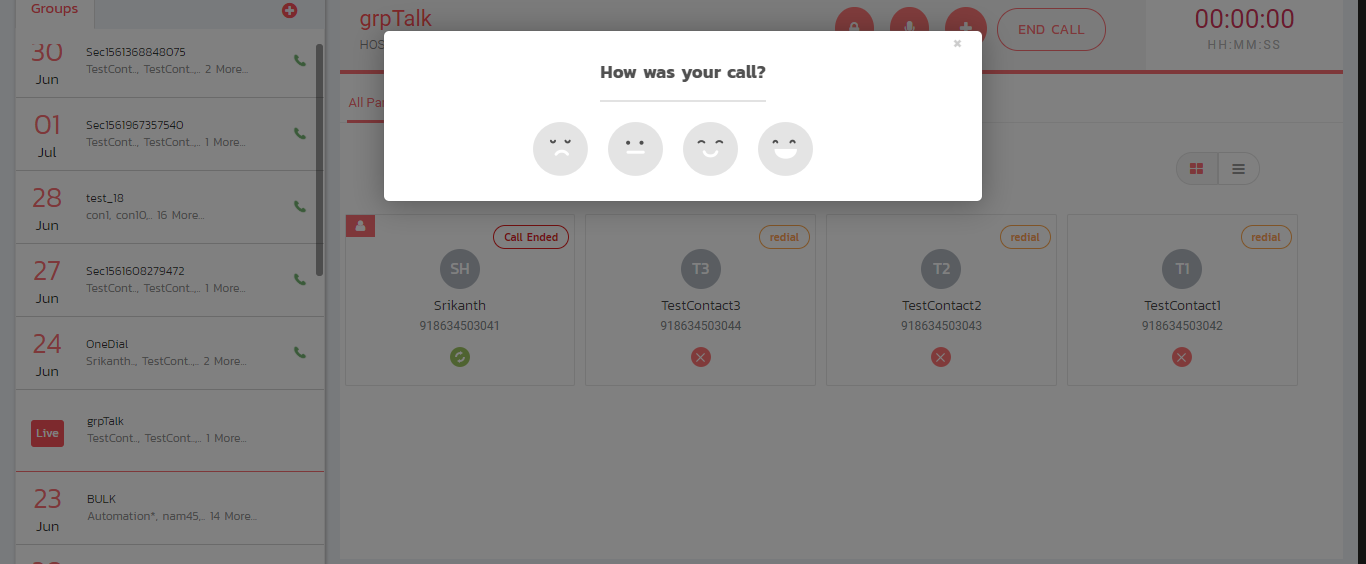 Groups
30
Jun
Sec1561368848075
TestCont.., TestCont..,.. 2 More...
01
Jul
Sec1561967357540
TestCont.., TestCont..,.. 1 More...
28
Jun
test_18
con1, con10,.. 16 More...
27
Jun
Sec1561608279472
TestCont.., TestCont..,.. 1 More...
24
Jun
OneDial
Srikanth.., TestCont..,.. 2 More...
Live
grpTalk
TestCont.., TestCont..,.. 1 More...
23
Jun
BULK
Automation*, nam45,.. 14 More...
grpTalk
END CALL
00:00:00
HH:MM:SS
How was your call?
All
Call Ended
SH
Srikanth
918634503041
redial
T3
TestContact3
918634503044
redial
T2
TestContact2
918634503043
redial
T1
TestContact1
918634503042